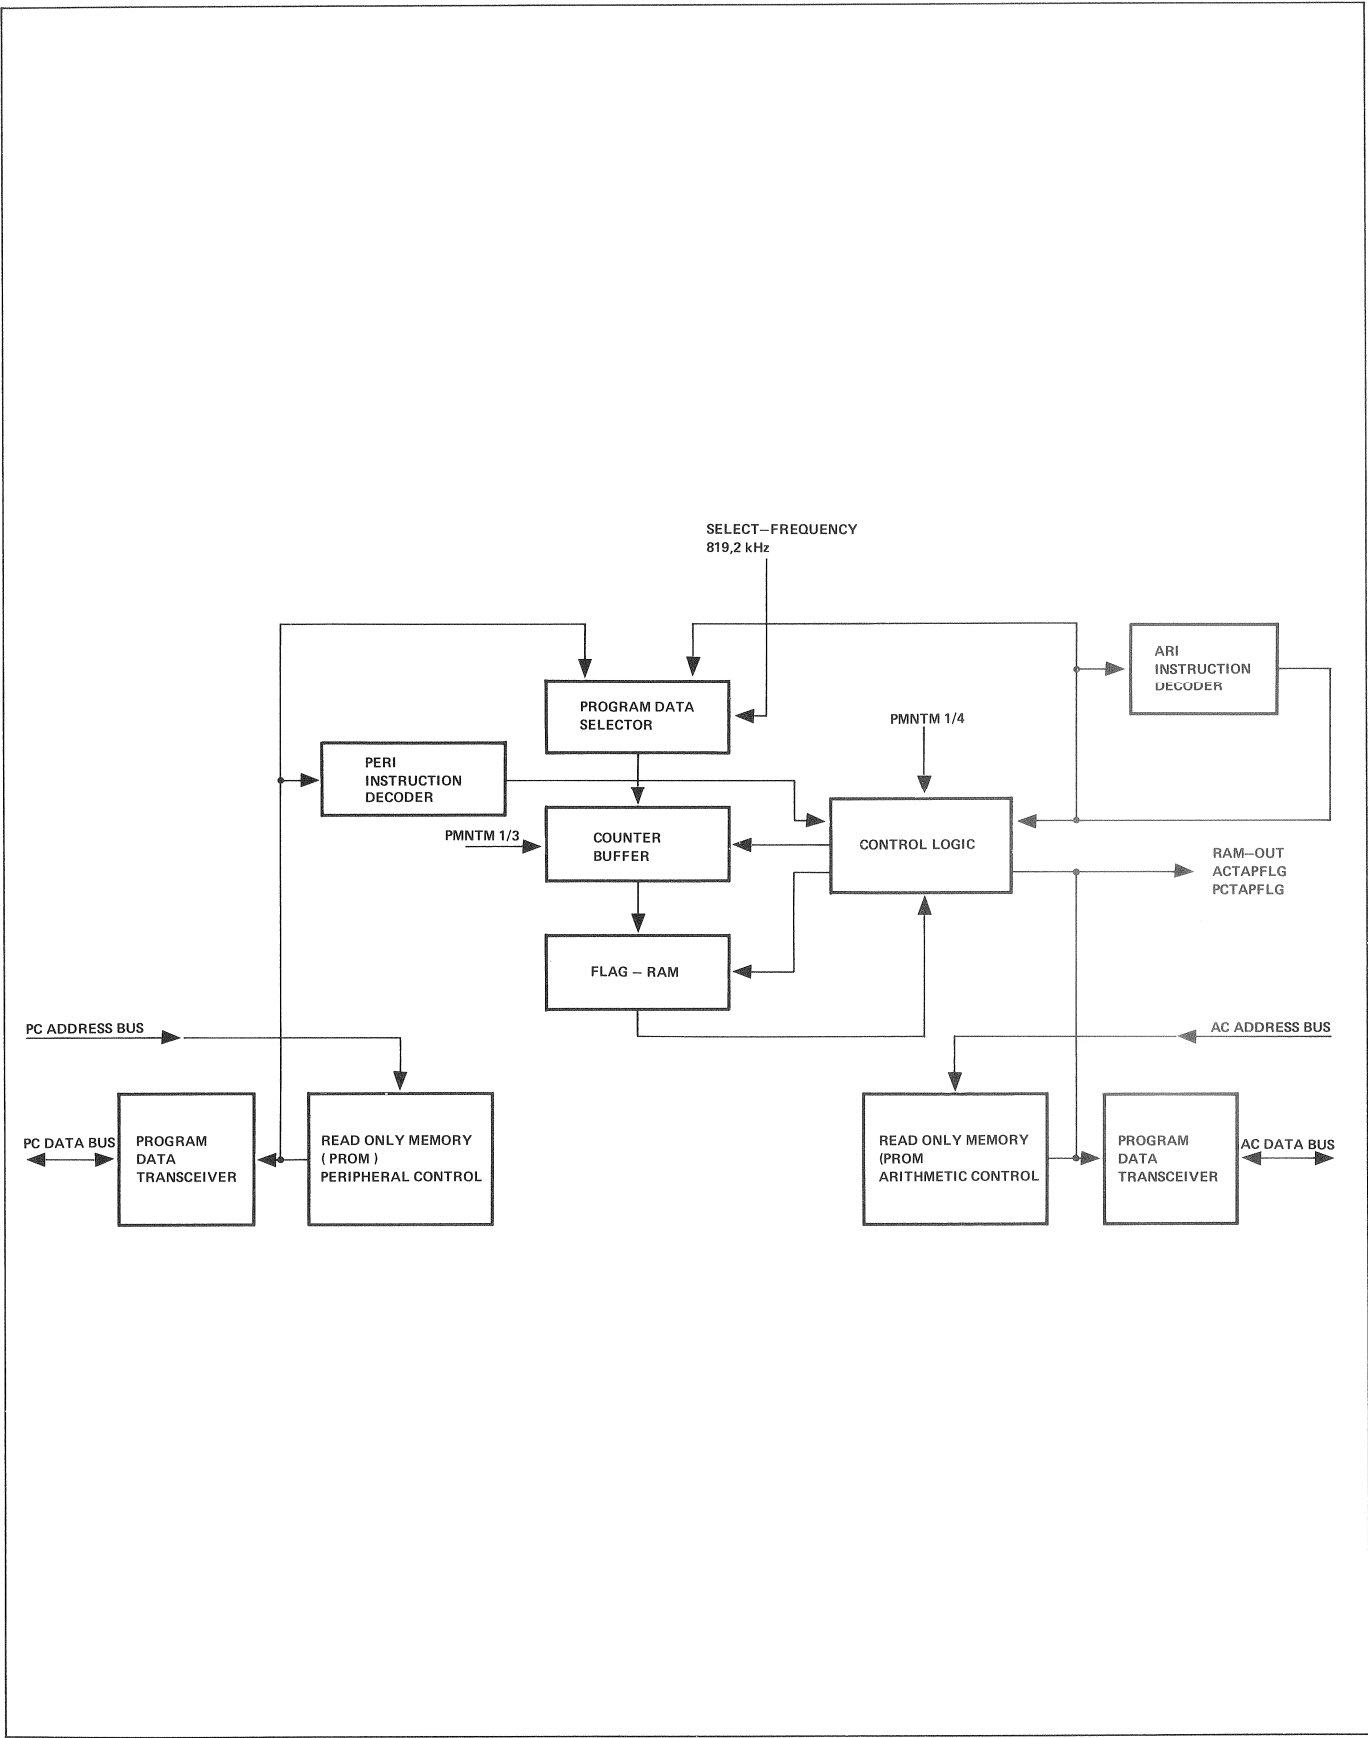 SELECT–FREQUENCY
819,2 kHz
ARI
INSTRUCTION
DECODER
PROGRAM DATA
SELECTOR
PMNTM 1/4
PERI
INSTRUCTION
DECODER
PMNTM 1/3
COUNTER
BUFFER
CONTROL LOGIC
RAM–OUT
ACTAPFLG
PCTAPFLG
FLAG – RAM
PC ADDRESS BUS
AC ADDRESS BUS
PC DATA BUS
PROGRAM
DATA
TRANSCEIVER
READ ONLY MEMORY
( PROM )
PERIPHERAL CONTROL
READ ONLY MEMORY
(PROM
ARITHMETIC CONTROL
PROGRAM
DATA
TRANSCEIVER
AC DATA BUS